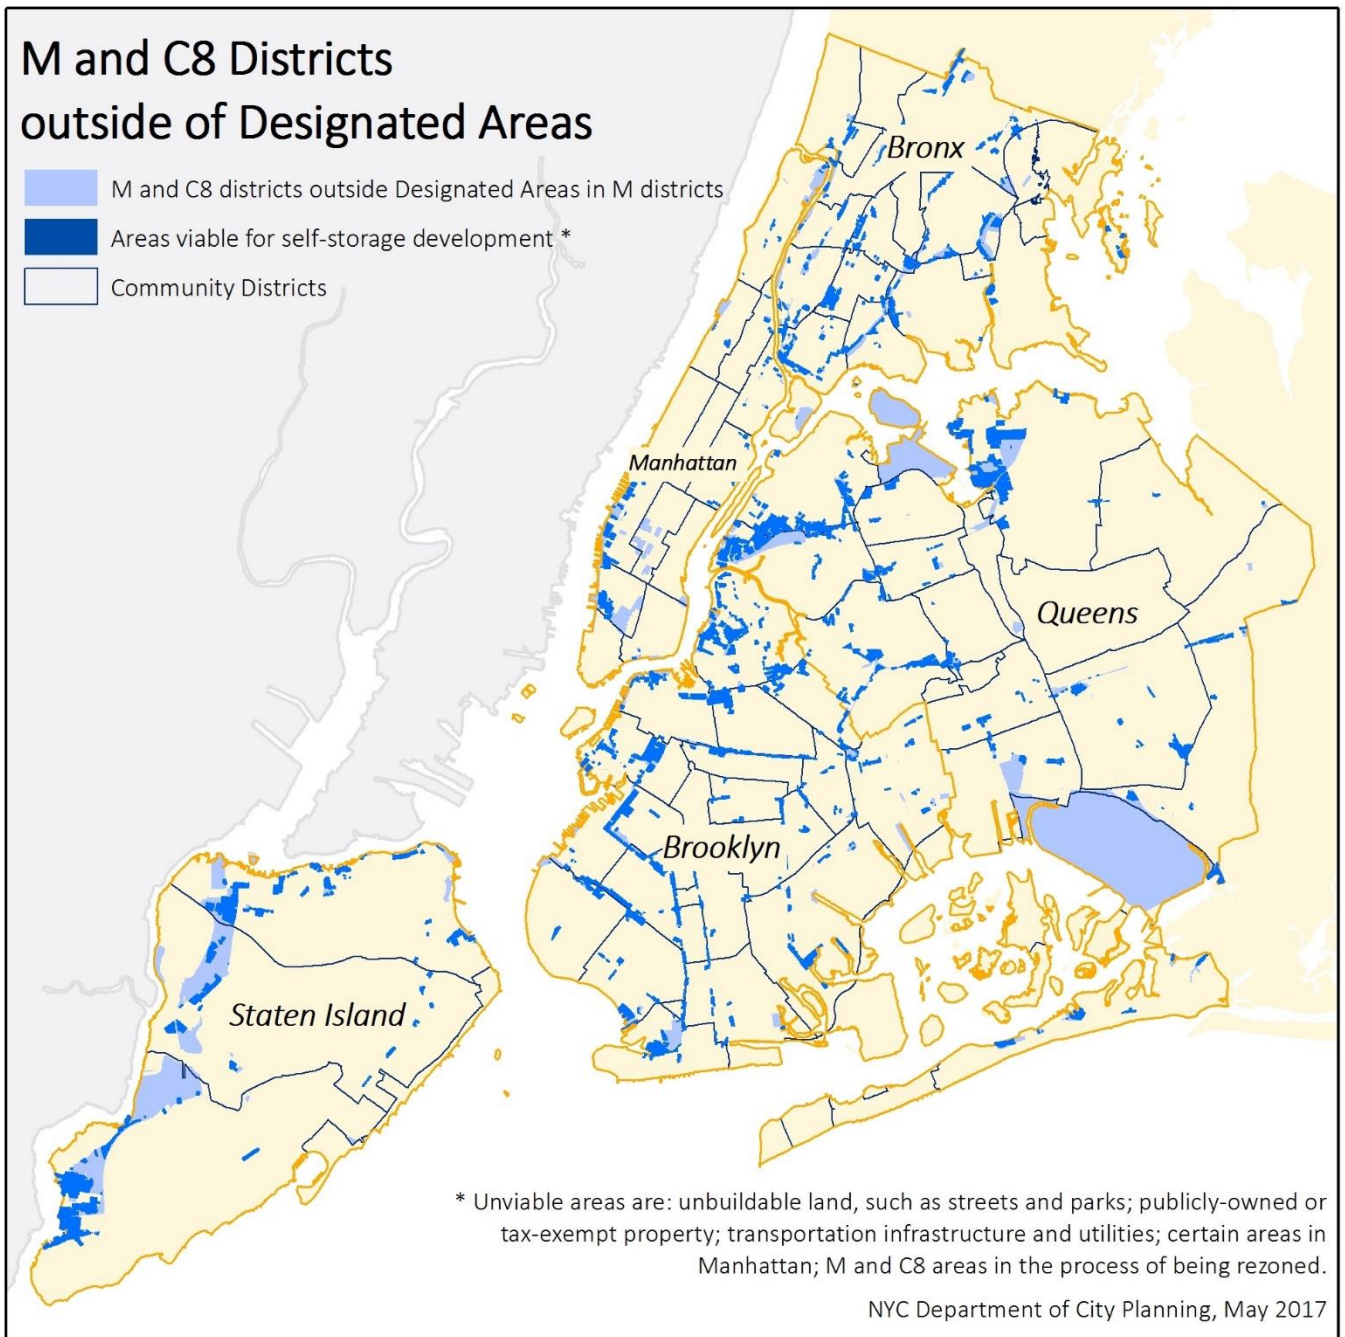 M and C8 Districts
outside of Designated Areas
M and C8 districts outside Designated Areas in M districts
Areas viable for self-storage development *
Community Districts
Bronx
Manhattan
Queens
Brooklyn
Staten Island
* Unviable areas are: unbuildable land, such as streets and parks; publicly-owned or
tax-exempt property; transportation infrastructure and utilities; certain areas in
Manhattan; M and C8 areas in the process of being rezoned.
NYC Department of City Planning, May 2017